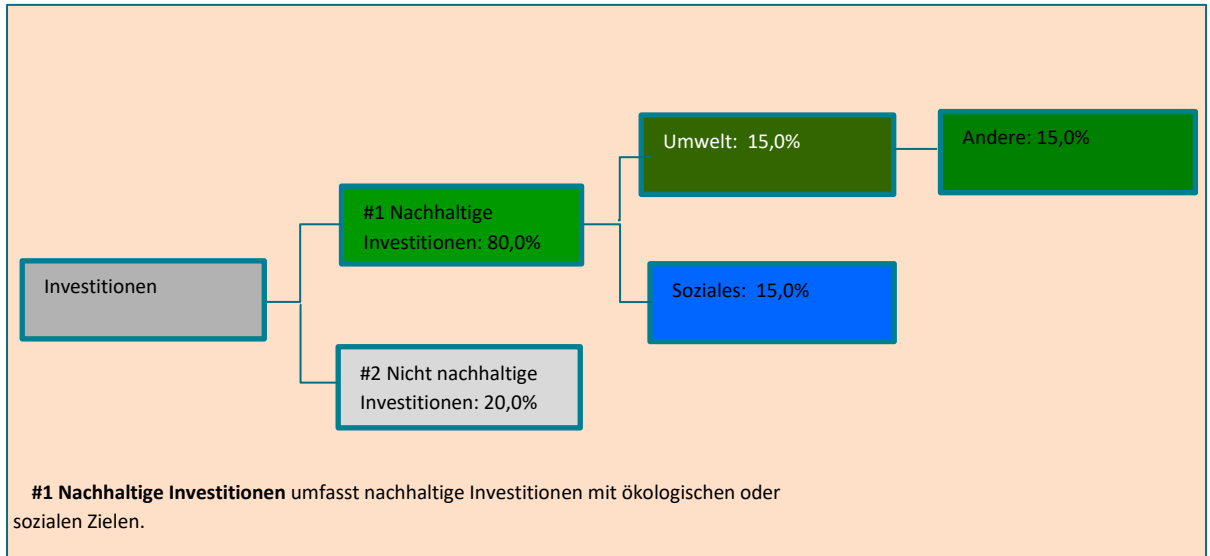 Umwelt: 15,0%
Andere: 15,0%
#1 Nachhaltige
Investitionen: 80,0%
Investitionen
Soziales: 15,0%
#2 Nicht nachhaltige
Investitionen: 20,0%
#1 Nachhaltige Investitionen umfasst nachhaltige Investitionen mit ökologischen oder
sozialen Zielen.